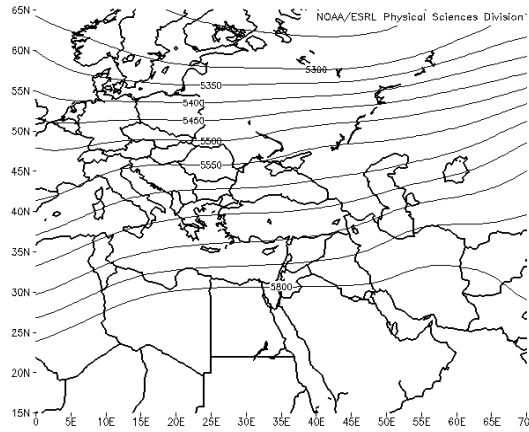 NOAA/ESRL Physical Sciences Division
65N
60N
5300
5350
55N
5400
5450
50N
5500
5550
45N
40N
35N
30N
5800
25N
20N
15N
0 5E 10E 15E 20E 25E 30E 35E 40E 45E 50E 55E 60E 65E 70E